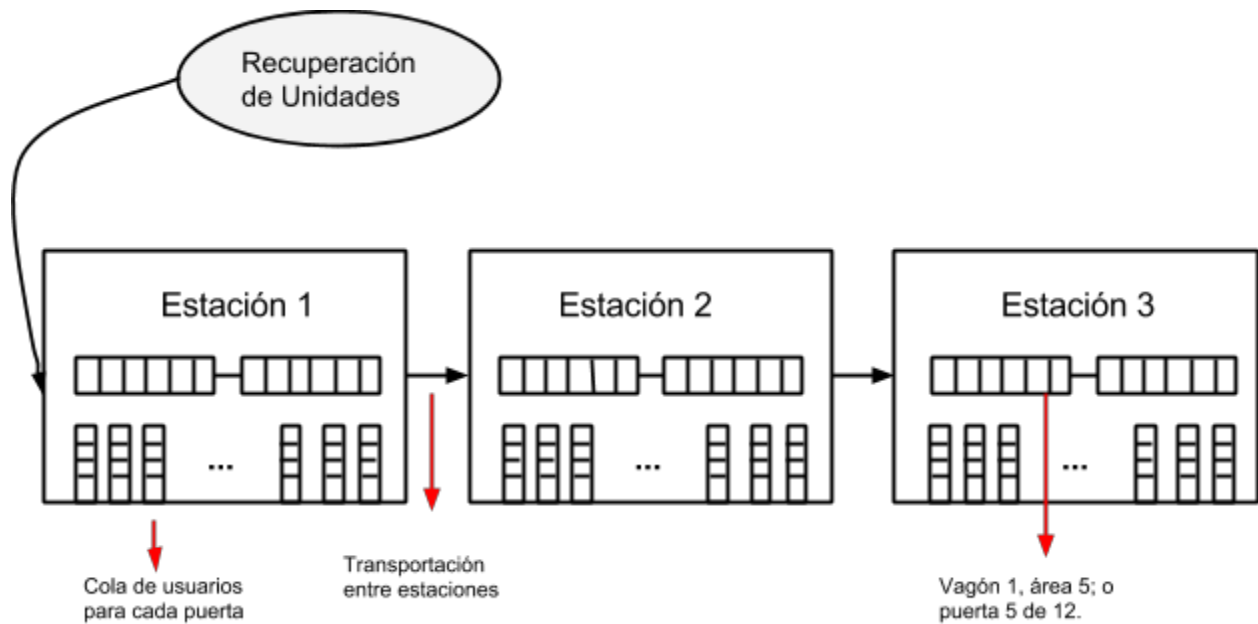 Recuperación
de Unidades
Estación 1
Estación 2
Estación 3
...
...
...
Cola de usuarios
para cada puerta
Transportación
entre estaciones
Vagón 1, área 5; o
puerta 5 de 12.